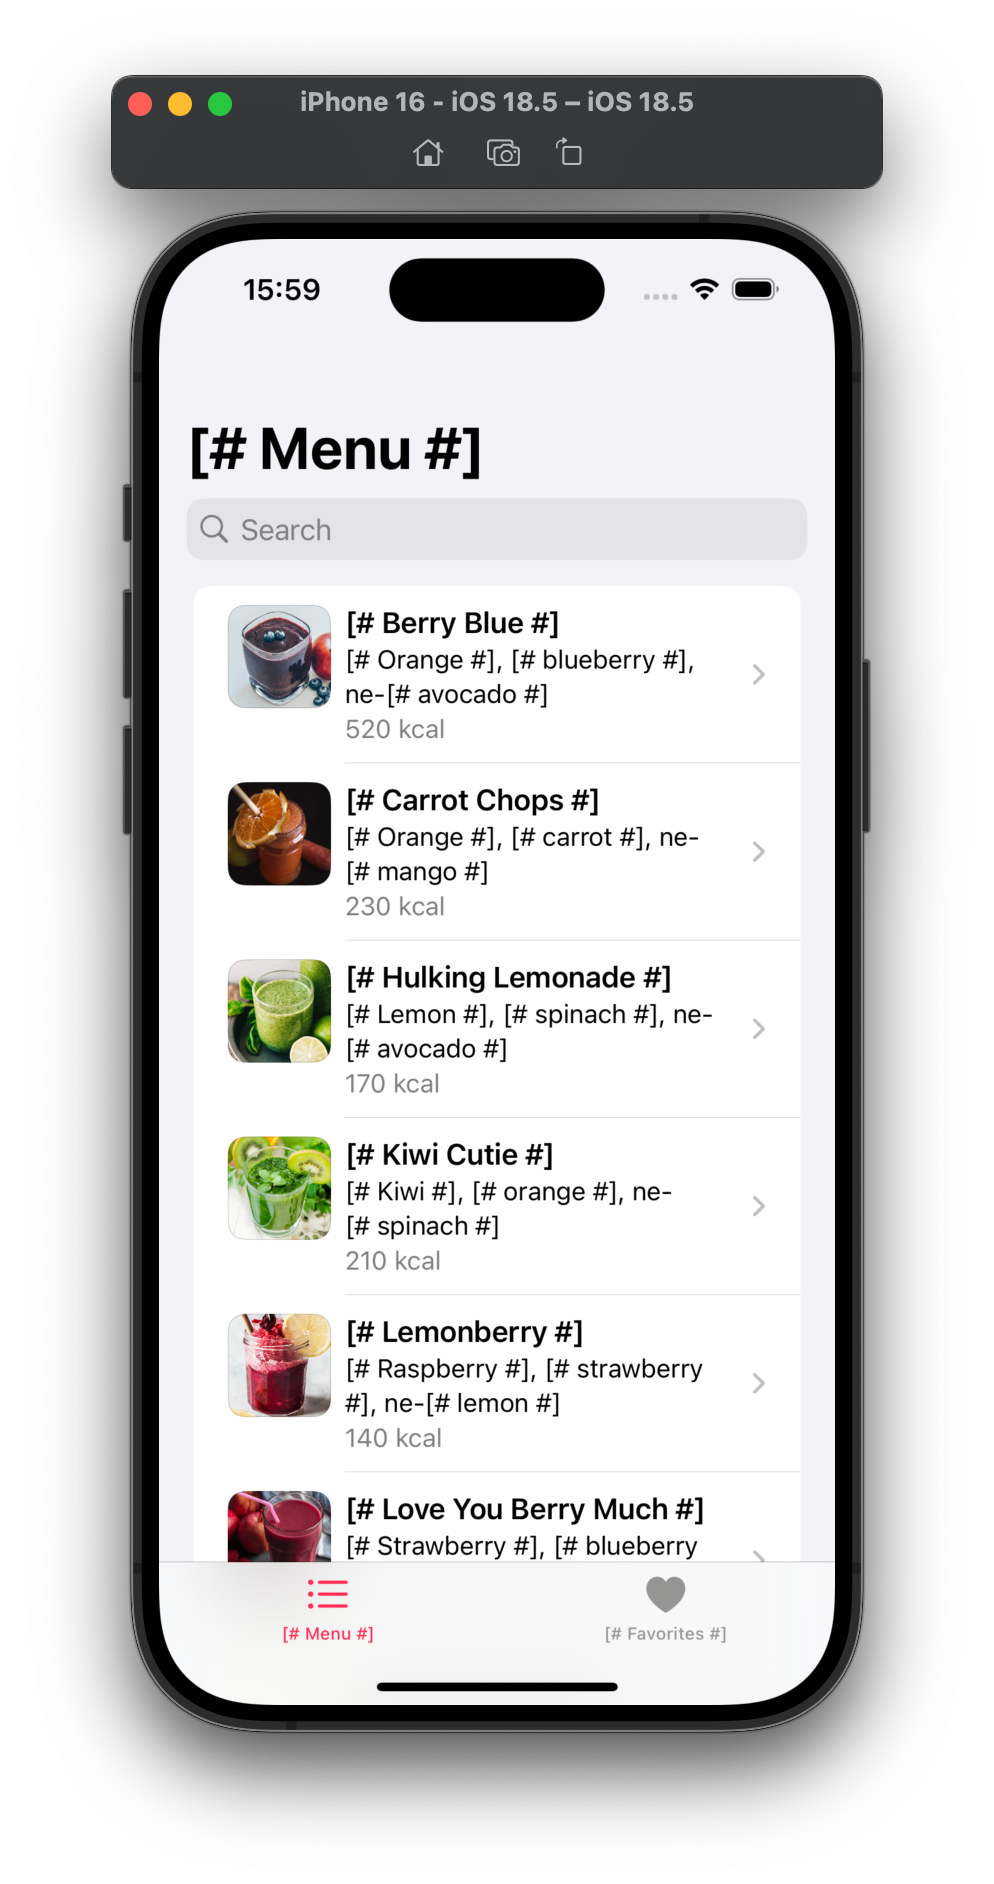 iPhone 16 - iOS 18.5 – iOS 18.5
15:59
[# Menu #]
Search
[# Berry Blue #]
[# Orange #], [# blueberry #],
ne-[# avocado #]
520 kcal
[# Carrot Chops #]
[# Orange #], [# carrot #], ne-
[# mango #]
230 kcal
[# Hulking Lemonade #]
[# Lemon #], [# spinach #], ne-
[# avocado #]
170 kcal
[# Kiwi Cutie #]
[# Kiwi #], [# orange #], ne-
[# spinach #]
210 kcal
[# Lemonberry #]
[# Raspberry #], [# strawberry
#], ne-[# lemon #]
140 kcal
[# Love You Berry Much #]
[# Strawberry #], [# blueberry
[# Menu #]
[# Favorites #]